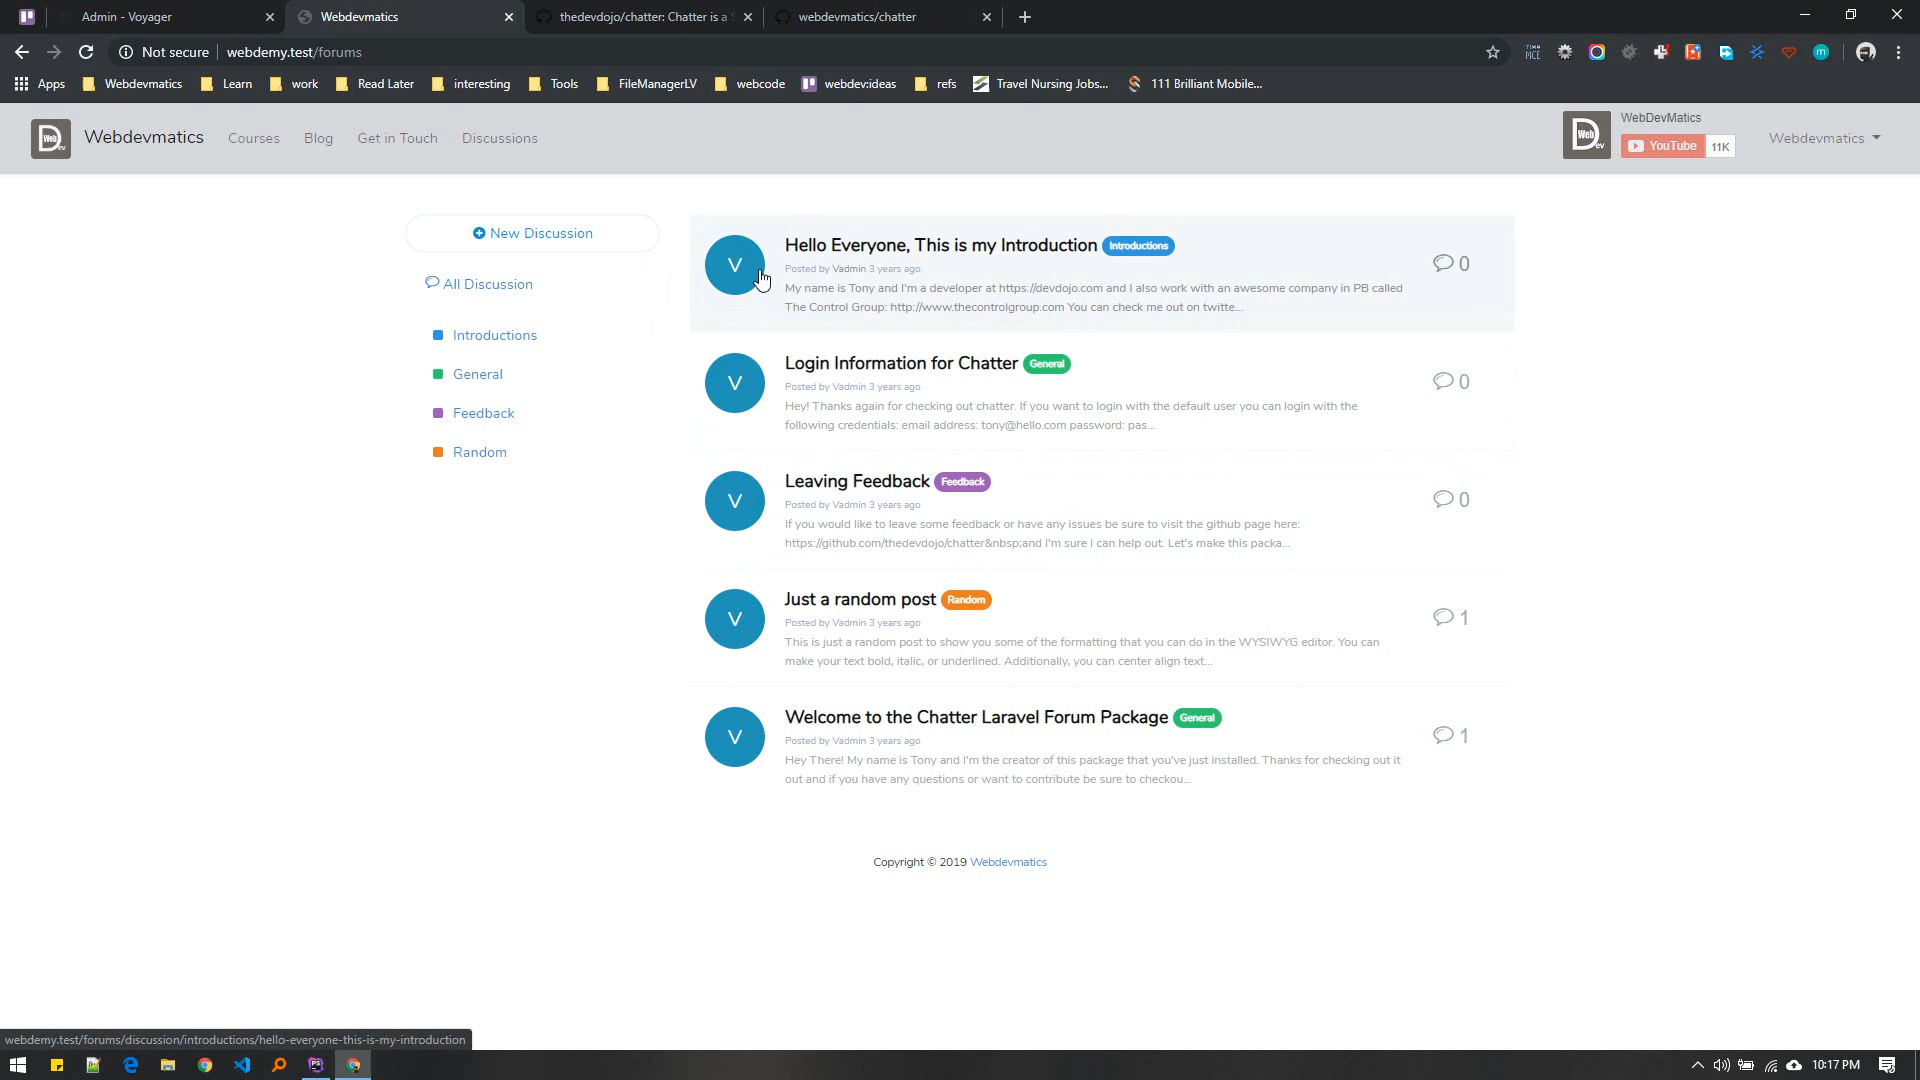 Admin - Voyager
Webdevmatics
thedevdojo/chatter: Chatter is a
webdevmatics/chatter
Not secure
webdemy.test/forums
TINY MCE
Apps
Webdevmatics
Learn
work
Read Later
interesting
Tools
FileManagerLV
webcode
webdev:ideas
refs
Travel Nursing Jobs...
111 Brilliant Mobile...
Web Dev
Webdevmatics
Courses
Blog
Get in Touch
Discussions
Web Dev
WebDevMatics
YouTube
11K
Webdevmatics
New Discussion
All Discussion
Introductions
General
Feedback
Random
V
Hello Everyone, This is my Introduction Introductions
Posted by Vadmin 3 years ago
My name is Tony and I'm a developer at https://devdojo.com and I also work with an awesome company in PB called
The Control Group: http://www.thecontrolgroup.com You can check me out on twitte...
0
V
Login Information for Chatter General
Posted by Vadmin 3 years ago
Hey! Thanks again for checking out chatter. If you want to login with the default user you can login with the
following credentials: email address: tony@hello.com password: pas...
0
V
Leaving Feedback Feedback
Posted by Vadmin 3 years ago
If you would like to leave some feedback or have any issues be sure to visit the github page here:
https://github.com/thedevdojo/chatter&nbsp;and I'm sure I can help out. Let's make this packa...
0
V
Just a random post Random
Posted by Vadmin 3 years ago
This is just a random post to show you some of the formatting that you can do in the WYSIWYG editor. You can
make your text bold, italic, or underlined. Additionally, you can center align text...
1
V
Welcome to the Chatter Laravel Forum Package General
Posted by Vadmin 3 years ago
Hey There! My name is Tony and I'm the creator of this package that you've just installed. Thanks for checking out it
out and if you have any questions or want to contribute be sure to checkou...
1
Copyright © 2019 Webdevmatics
webdemy.test/forums/discussion/introductions/hello-everyone-this-is-my-introduction
10:17 PM